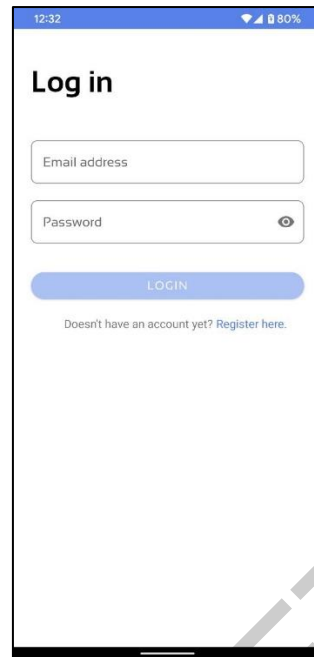 12:32 80%
Log in
Email address
Password
LOGIN
Doesn't have an account yet? Register here.